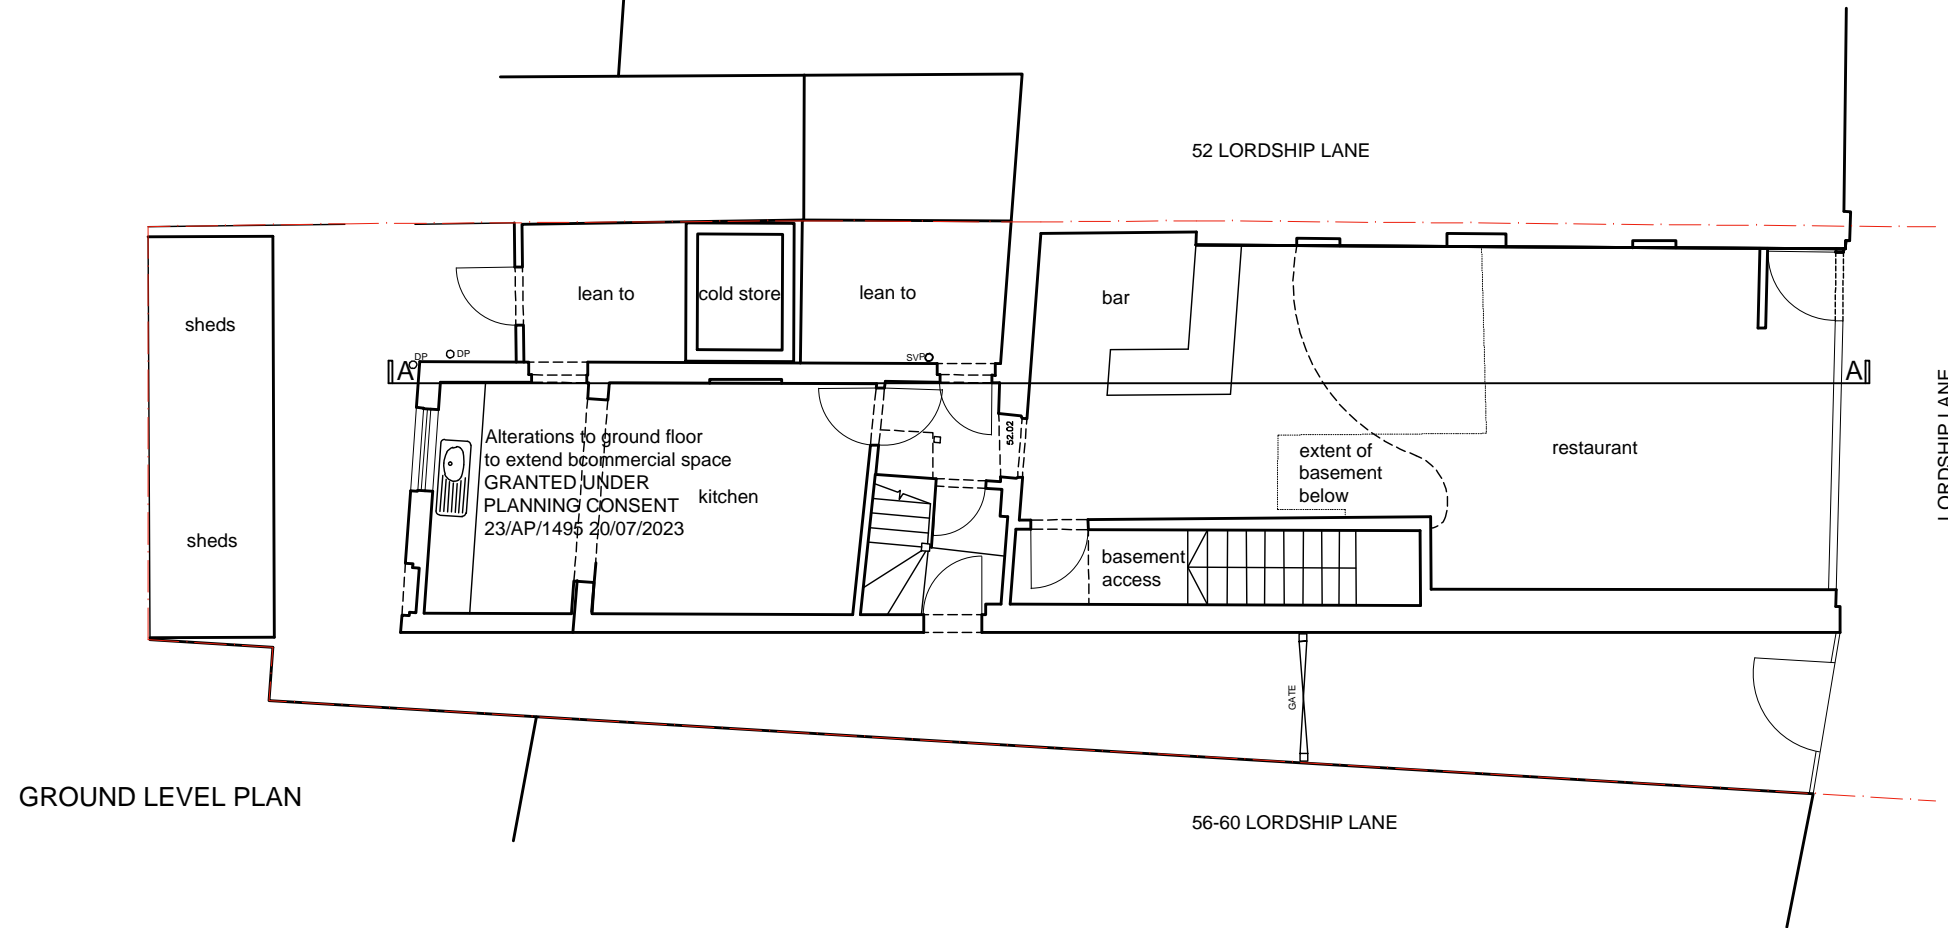 52 LORDSHIP LANE
lean to
cold store
lean to
bar
sheds
DP
DP
SVP
A
A
LORDSHIP LANE
52.02
Alterations to ground floor
to extend bcommercial space
GRANTED UNDER
PLANNING CONSENT
23/AP/1495 20/07/2023
kitchen
extent of
basement
below
restaurant
sheds
basement
access
GATE
GROUND LEVEL PLAN
56-60 LORDSHIP LANE